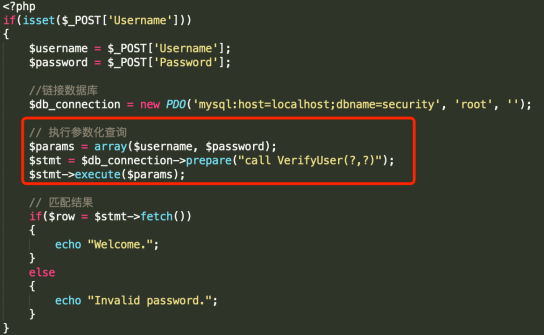 <?php
if(isset($_POST['Username']))
{
    $username = $_POST['Username'];
    $password = $_POST['Password'];

    //链接数据库
    $db_connection = new PDO('mysql:host=localhost;dbname=security', 'root', '');

    // 执行参数化查询
    $params = array($username, $password);
    $stmt = $db_connection->prepare("call VerifyUser(?,?)");
    $stmt->execute($params);

    // 匹配结果
    if($row = $stmt->fetch())
    {
        echo "Welcome.";
    }
    else
    {
        echo "Invalid password.";
    }
}